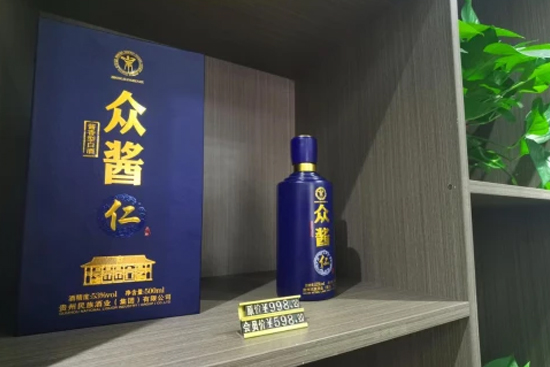 众酱
酱香型白酒
仁
酒精度:53%vol 净含量:500ml
贵州民族酒业(集团)有限公司
众酱
仁
原价¥998.
会员价¥598.